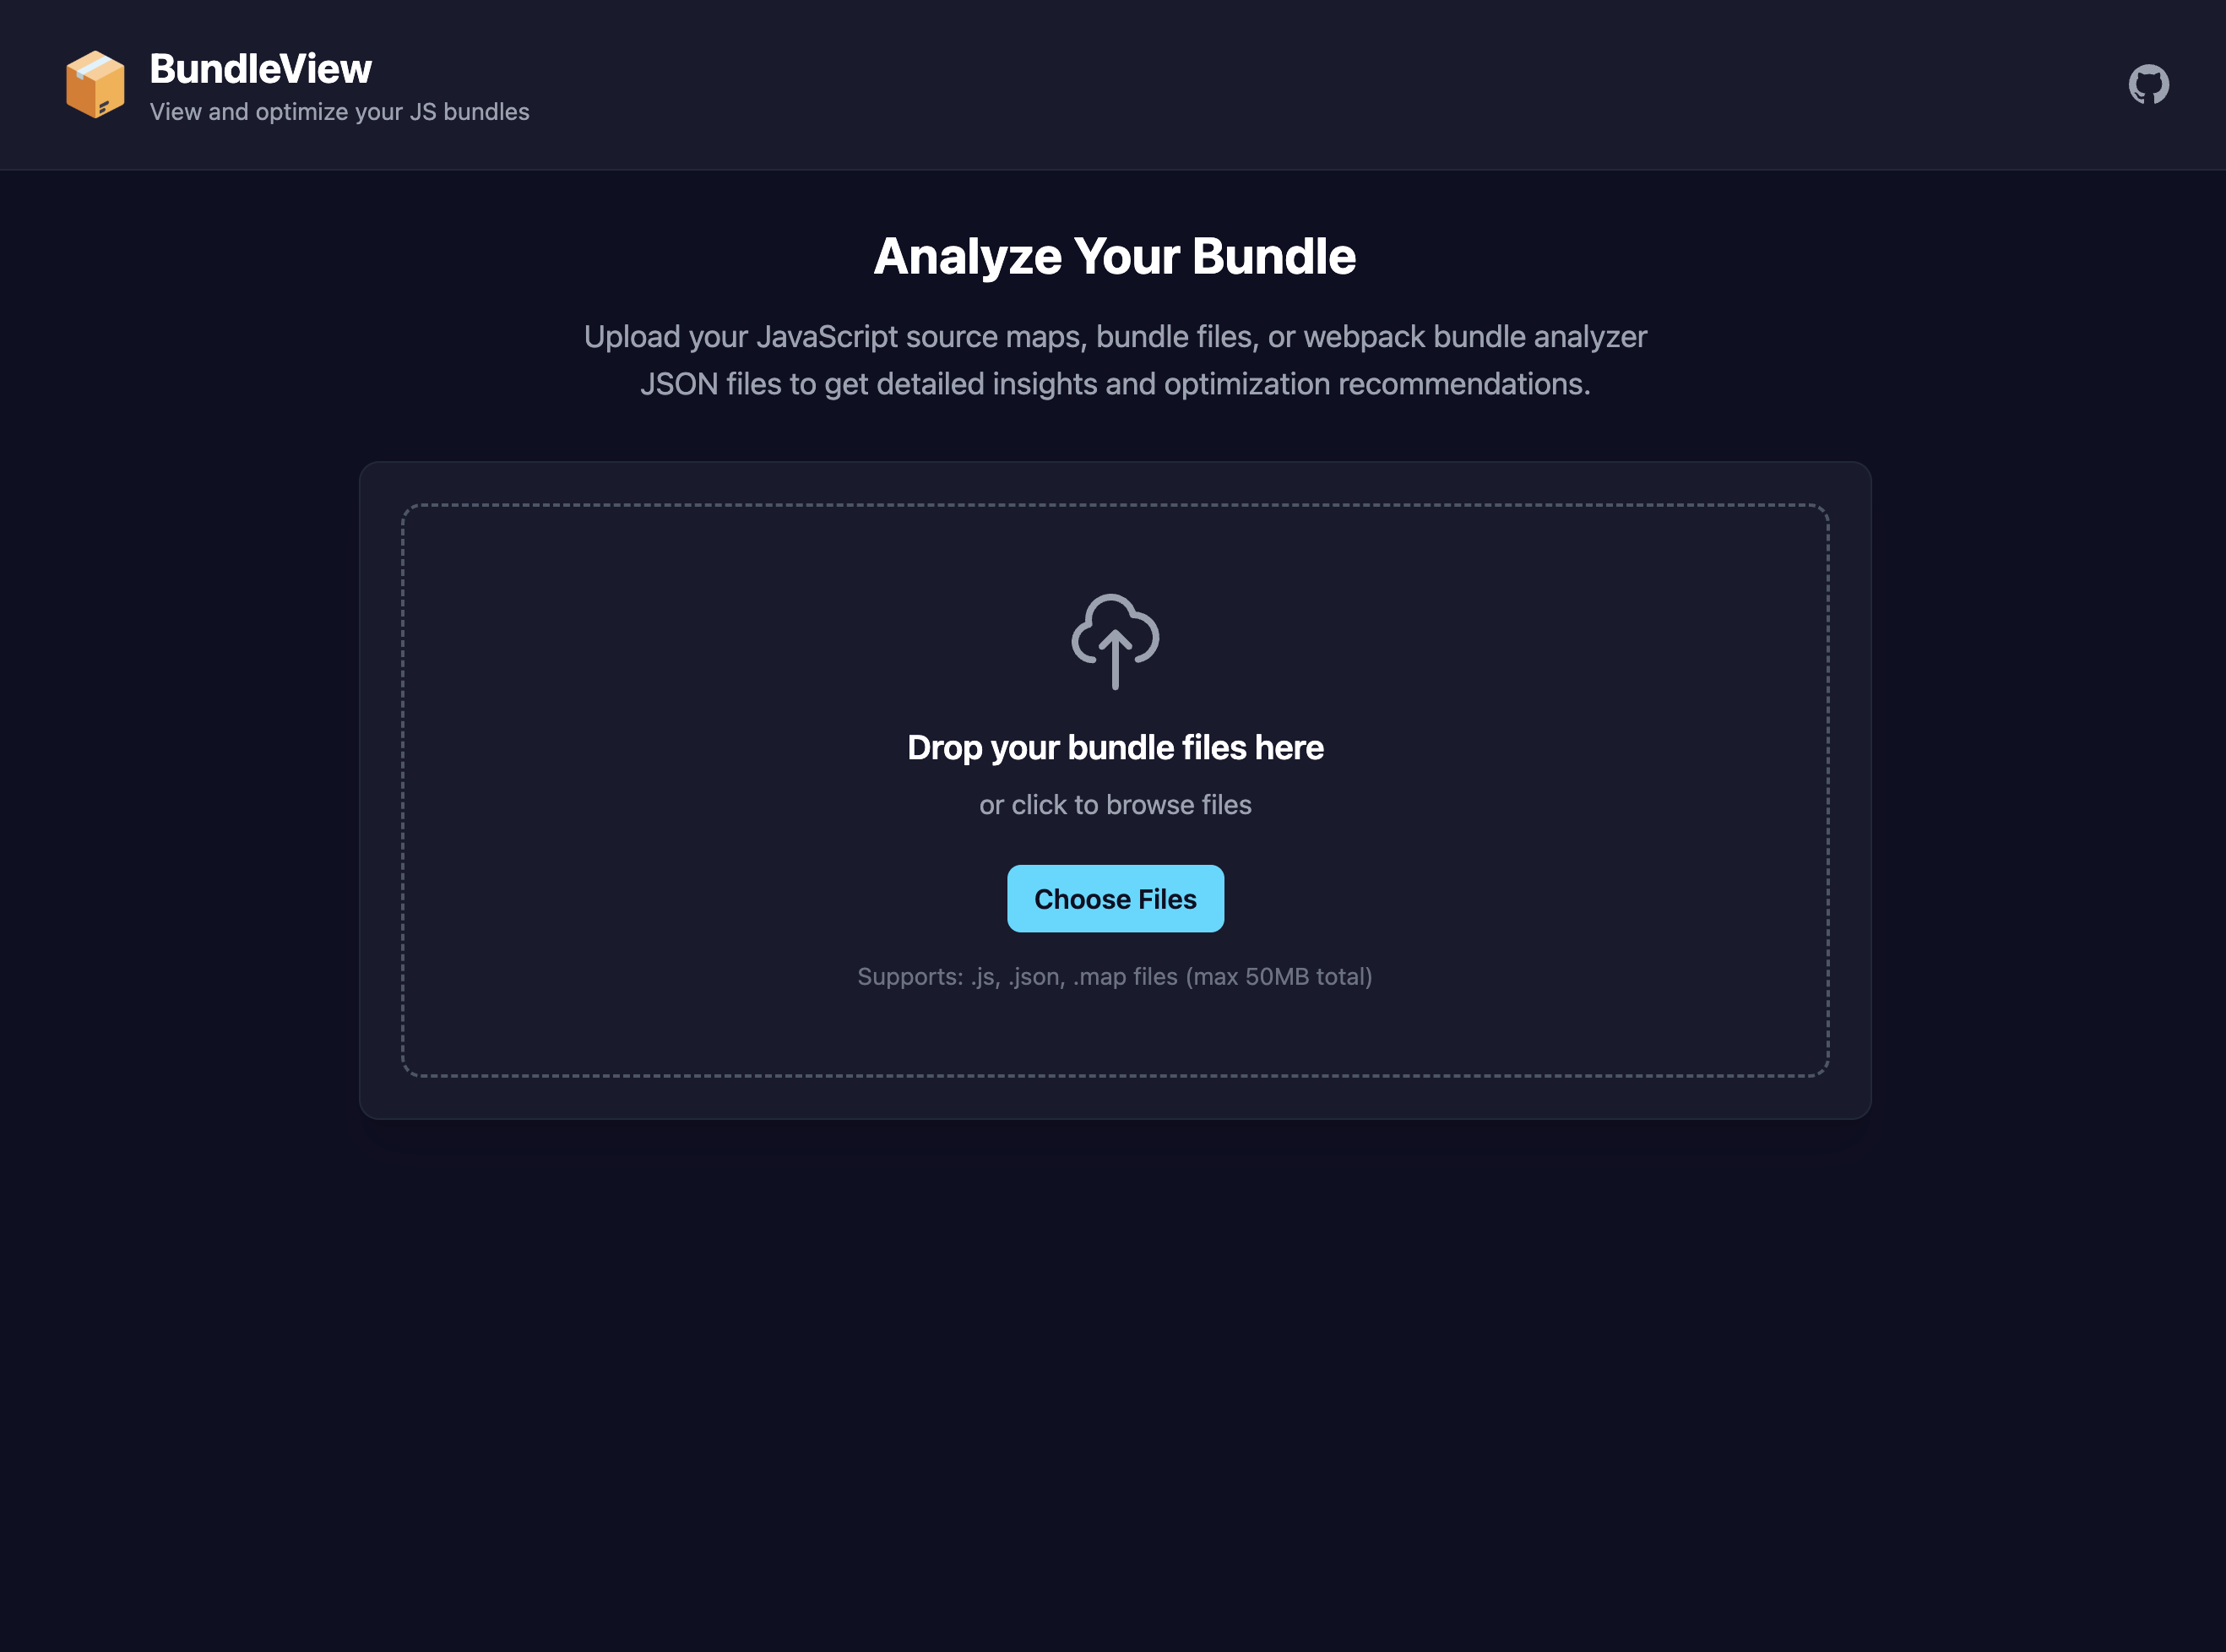 BundleView
View and optimize your JS bundles
Analyze Your Bundle
Upload your JavaScript source maps, bundle files, or webpack bundle analyzer
JSON files to get detailed insights and optimization recommendations.
Drop your bundle files here
or click to browse files
Choose Files
Supports: .js, .json, .map files (max 50MB total)